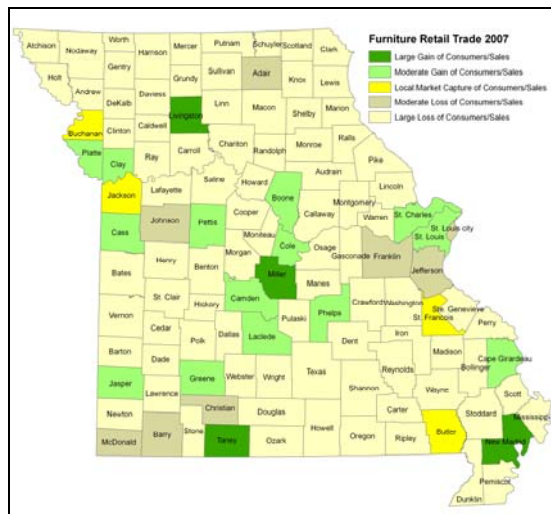 Furniture Retail Trade 2007
Large Gain of Consumers/Sales
Moderate Gain of Consumers/Sales
Local Market Capture of Consumers/Sales
Moderate Loss of Consumers/Sales
Large Loss of Consumers/Sales
Atchison
Nodaway
Worth
Harrison
Mercer
Putnam
Schuyler
Scotland
Clark
Holt
Gentry
Sullivan
Adair
Knox
Lewis
Grundy
Andrew
DeKalb
Daviess
Linn
Macon
Shelby
Marion
Livingston
Buchanan
Clinton
Caldwell
Ralls
Platte
Clay
Ray
Carroll
Chariton
Randolph
Monroe
Pike
Audrain
Jackson
Lafayette
Saline
Howard
Boone
Montgomery
Lincoln
Callaway
Warren
St. Charles
St. Louis city
St. Louis
Cass
Johnson
Pettis
Cooper
Moniteau
Cole
Osage
Gasconade
Franklin
Jefferson
Bates
Henry
Benton
Morgan
Miller
Maries
St. Clair
Hickory
Camden
Pulaski
Phelps
Crawford
Washington
Ste. Genevieve
St. Francois
Perry
Vernon
Cedar
Polk
Dallas
Laclede
Dent
Iron
Madison
Bollinger
Cape Girardeau
Barton
Dade
Jasper
Greene
Webster
Wright
Texas
Shannon
Reynolds
Wayne
Scott
Lawrence
Newton
Christian
Douglas
Carter
Stoddard
Mississippi
McDonald
Barry
Stone
Taney
Ozark
Howell
Oregon
Ripley
Butler
New Madrid
Pemiscot
Dunklin